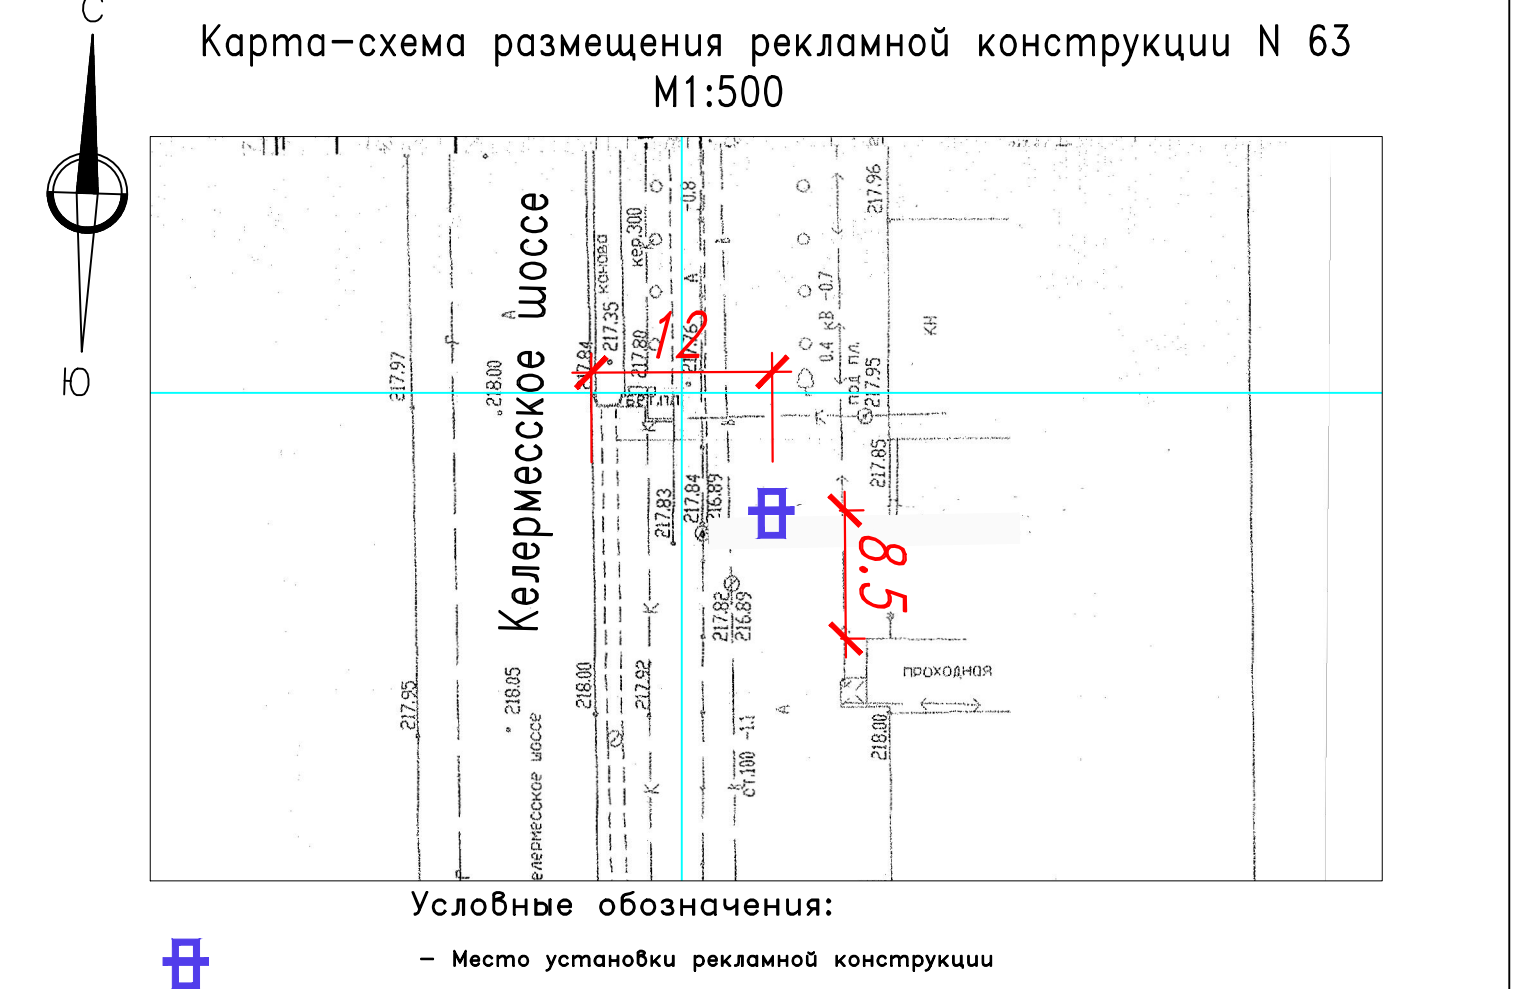 С
Карта-схема размещения рекламной конструкции N 63
М1:500
Ю
Келермесское шоссе
217.97
218.00
А
217.84
217.35 канава
кер.300
217.80
12
217.76
-0.8
А
в
217.96
0.4 кВ -0.7
под пл.
217.95
КН
К
217.85
217.83
217.84
216.89
8.5
217.82
216.89
К
ПРОХОДНАЯ
217.95
218.05
218.00
217.92
А
218.00
ст.100 -1.1
К
К
елермесское шоссе
Условные обозначения:
- Место установки рекламной конструкции